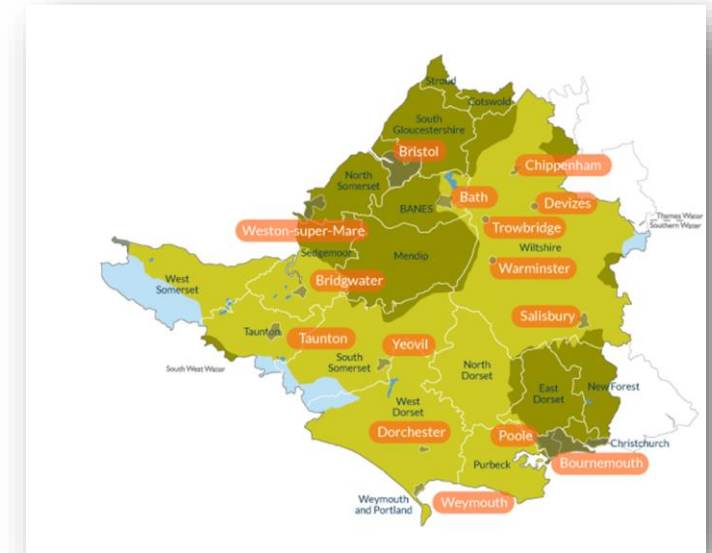 Stroud
Cotswold
South
Gloucestershire
Bristol
Chippenham
North
Somerset
BANES
Bath
Devizes
Weston-super-Mare
Trowbridge
Thames Water
Southern Water
Sedgemoor
Mendip
Wiltshire
Warminster
West
Somerset
Bridgwater
Salisbury
Taunton
Taunton
Yeovil
South West Water
South
Somerset
North
Dorset
East
Dorset
New Forest
West
Dorset
Dorchester
Poole
Christchurch
Purbeck
Bournemouth
Weymouth
and Portland
Weymouth